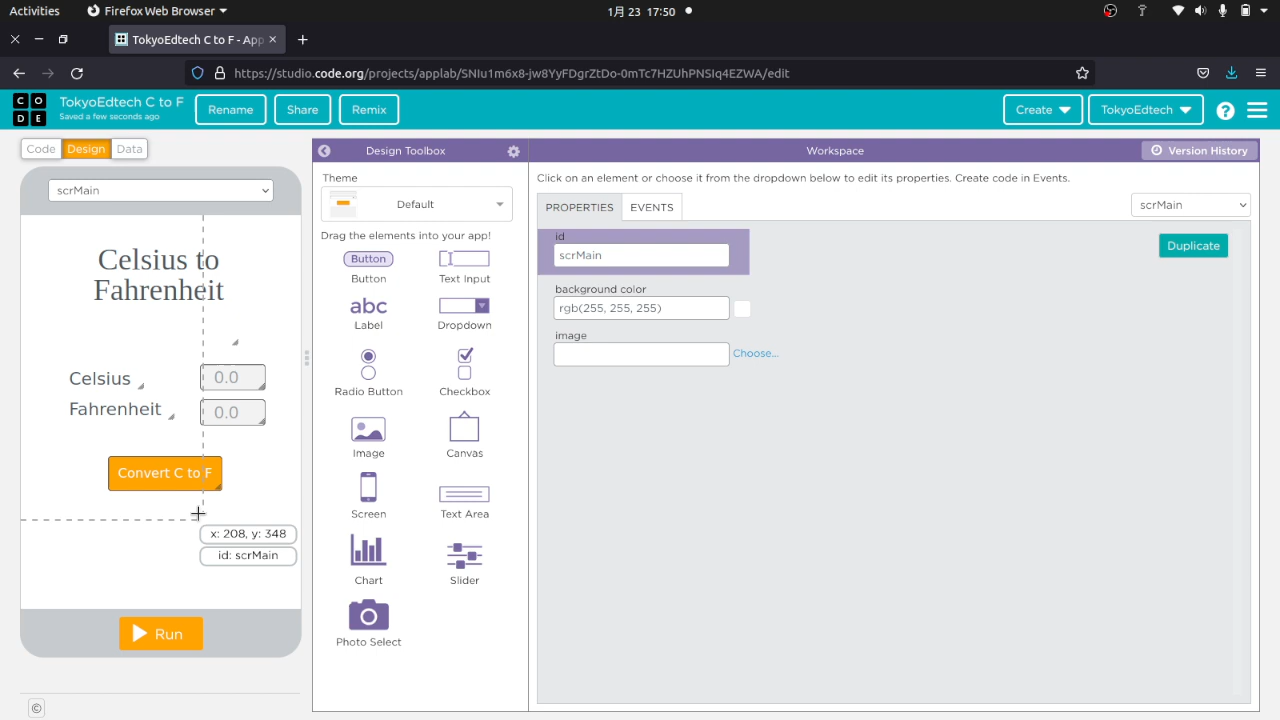 Activities
Firefox Web Browser
1月 23 17:50
TokyoEdtech C to F - App
https://studio.code.org/projects/applab/SNIu1m6x8-jw8YyFDgrZtDo-0mTc7HZUhPNSIq4EZWA/edit
C O
D E
TokyoEdtech C to F
Saved a few seconds ago
Rename
Share
Remix
Create
TokyoEdtech
?
Code
Design
Data
Design Toolbox
Workspace
Version History
scrMain
Theme
Default
Click on an element or choose it from the dropdown below to edit its properties. Create code in Events.
PROPERTIES
EVENTS
scrMain
Drag the elements into your app!
Button
Button
Text Input
abc
Label
Dropdown
Radio Button
Checkbox
Image
Canvas
Screen
Text Area
Chart
Slider
Photo Select
id
scrMain
Duplicate
background color
rgb(255, 255, 255)
image
Choose...
Celsius to
Fahrenheit
Celsius
0.0
Fahrenheit
0.0
Convert C to F
x: 208, y: 348
id: scrMain
Run
©